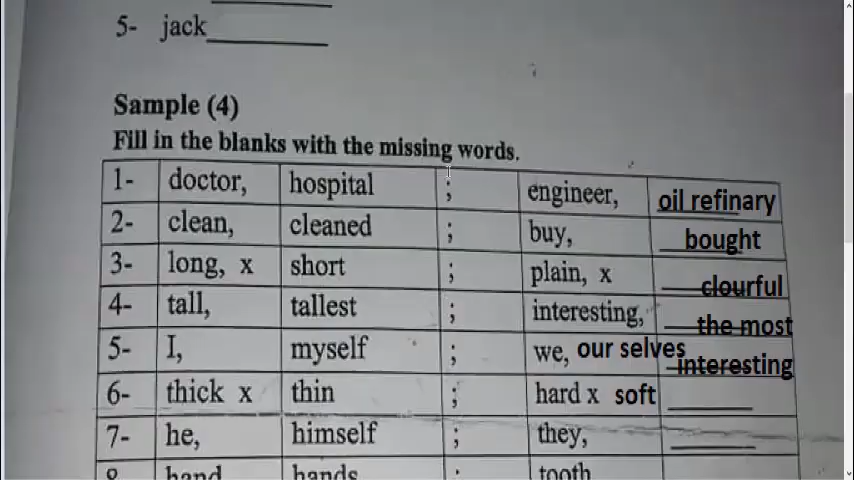 5- jack
Sample (4)
Fill in the blanks with the missing words.
1- doctor, hospital ; engineer, oil refinary
2- clean, cleaned ; buy, bought
3- long, x short ; plain, x clourful
4- tall, tallest ; interesting, the most interesting
5- I, myself ; we, our selves
6- thick x thin ; hard x soft
7- he, himself ; they,
8 hand hands : tooth